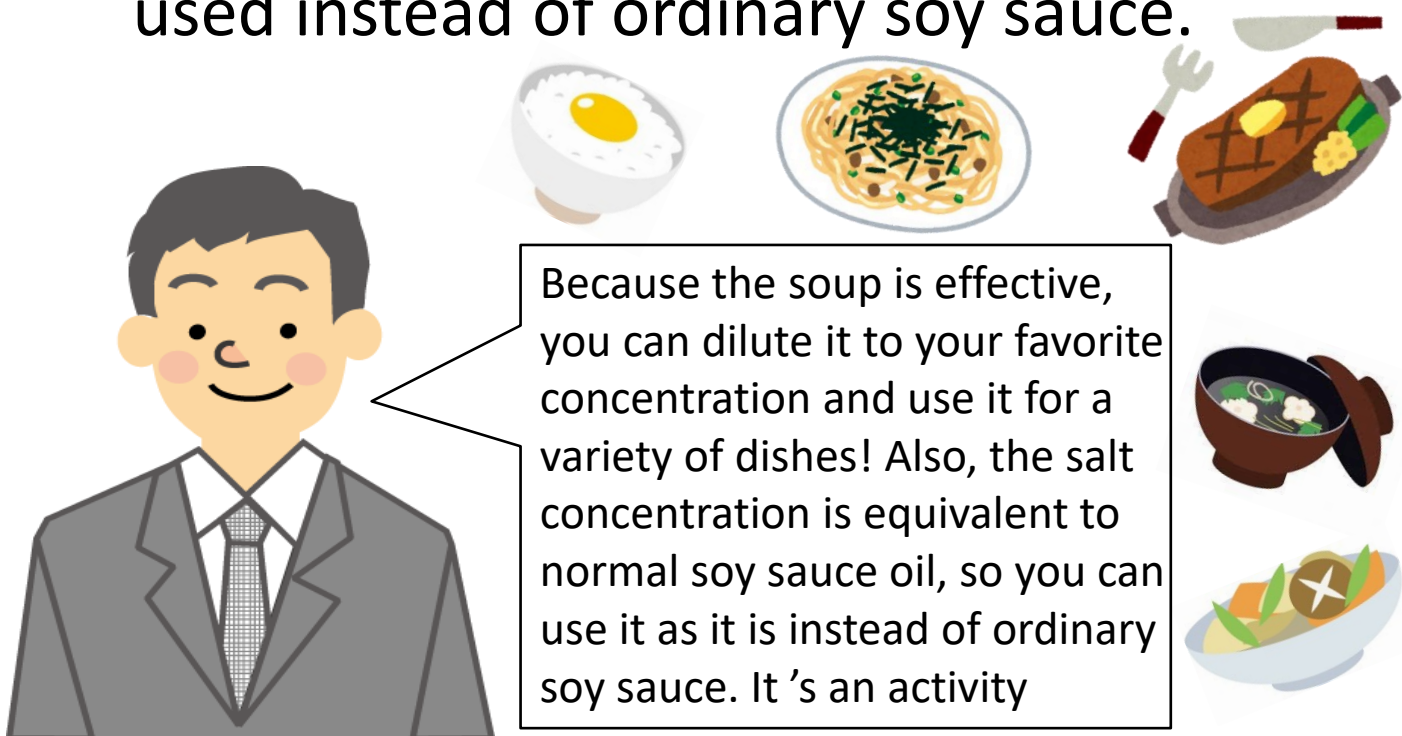 used instead of ordinary soy sauce.
Because the soup is effective,
you can dilute it to your favorite
concentration and use it for a
variety of dishes! Also, the salt
concentration is equivalent to
normal soy sauce oil, so you can
use it as it is instead of ordinary
soy sauce. It 's an activity